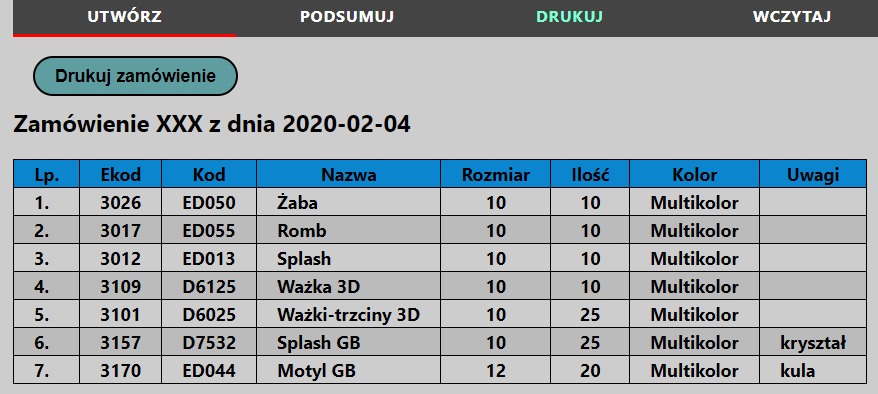 UTWÓRZ PODSUMUJ DRUKUJ WCZYTAJ
Drukuj zamówienie
Zamówienie XXX z dnia 2020-02-04
Lp. Ekod Kod Nazwa Rozmiar Ilość Kolor Uwagi
1. 3026 ED050 Żaba 10 10 Multikolor
2. 3017 ED055 Romb 10 10 Multikolor
3. 3012 ED013 Splash 10 10 Multikolor
4. 3109 D6125 Ważka 3D 10 10 Multikolor
5. 3101 D6025 Ważki-trzciny 3D 10 25 Multikolor
6. 3157 D7532 Splash GB 10 25 Multikolor kryształ
7. 3170 ED044 Motyl GB 12 20 Multikolor kula